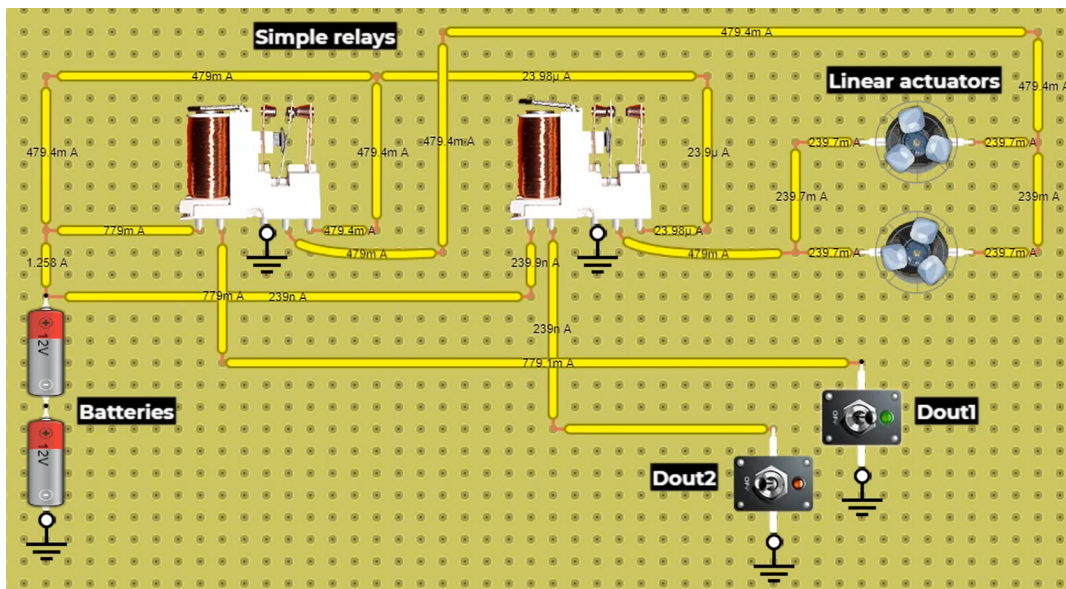 Simple relays
479.4m A
479m A
23.98µ A
Linear actuators
479.4m A
479.4m A
479.4m A
479.4m A
23.9µ A
239.7m A
239.7m A
239.7m A
239m A
779m A
479.4m A
23.98µ A
479m A
479m A
239.7m A
239.7m A
1.258 A
239.9n A
779m A
239n A
12V
239n A
779.1m A
Batteries
Dout1
12V
Dout2